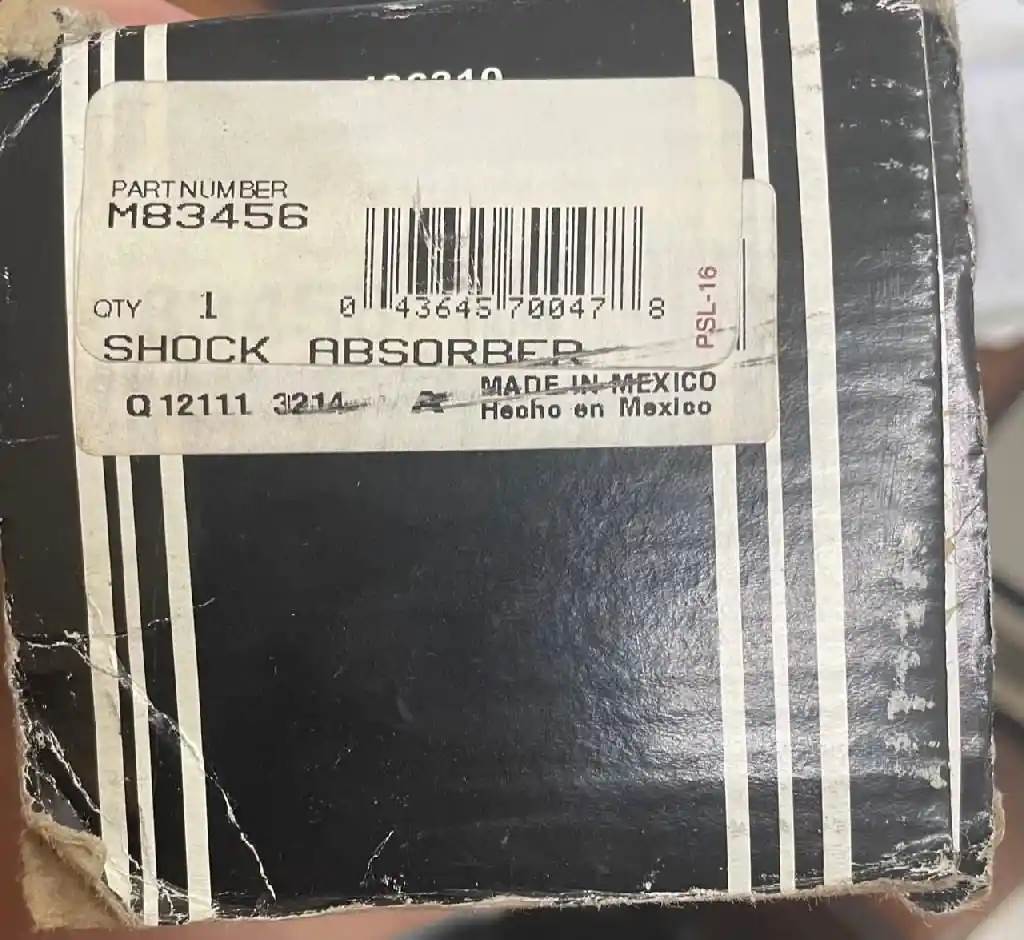 PART NUMBER
M83456
QTY 1
0 43645 70047 8
PSL-16
SHOCK ABSORBER
Q 12111 3214
MADE IN MEXICO
Hecho en Mexico